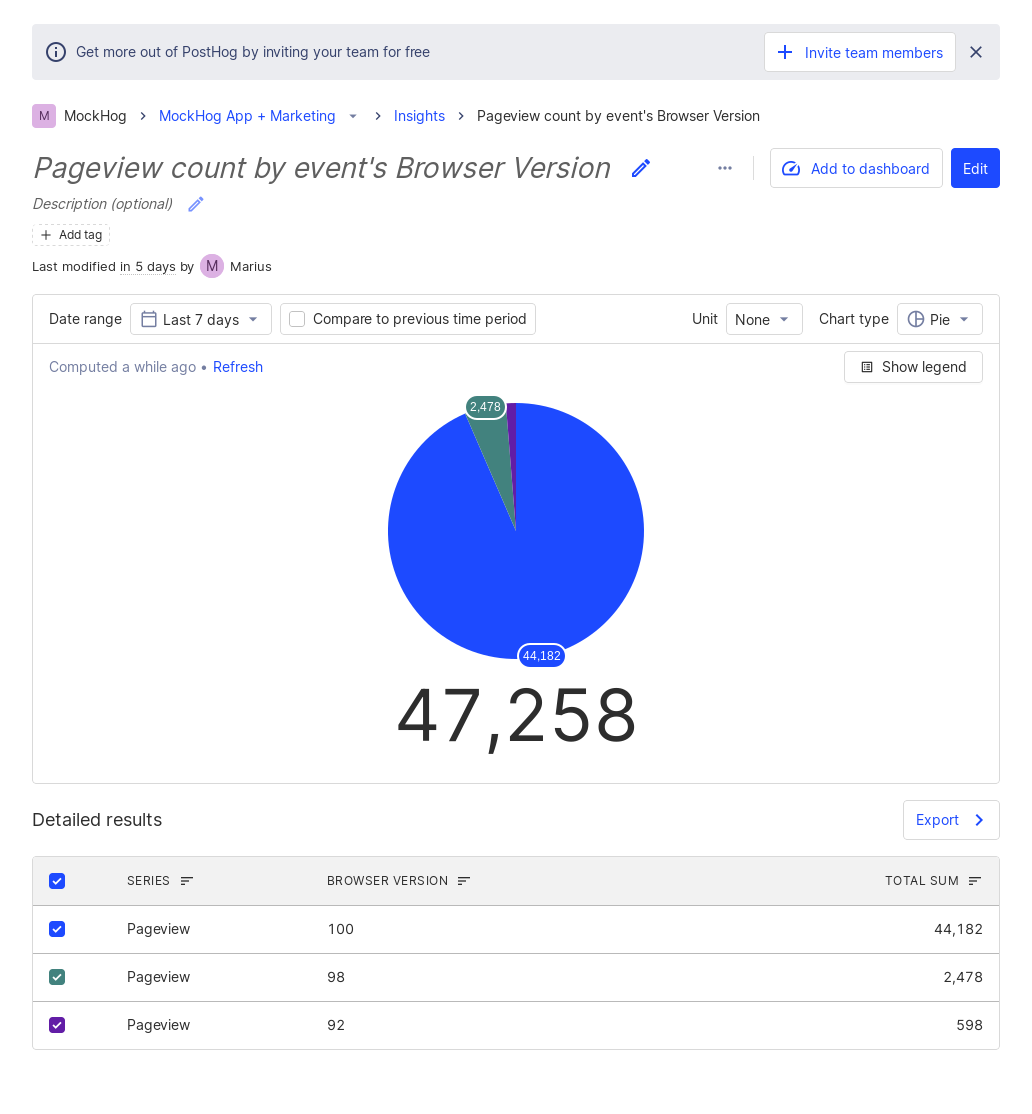 Get more out of PostHog by inviting your team for free
Invite team members
M MockHog MockHog App + Marketing Insights Pageview count by event's Browser Version
Pageview count by event's Browser Version
Add to dashboard
Edit
Description (optional)
Add tag
Last modified in 5 days by M Marius
Date range Last 7 days Compare to previous time period Unit None Chart type Pie
Computed a while ago • Refresh
Show legend
2,478
44,182
47,258
Detailed results
Export
SERIES BROWSER VERSION TOTAL SUM
Pageview 100 44,182
Pageview 98 2,478
Pageview 92 598